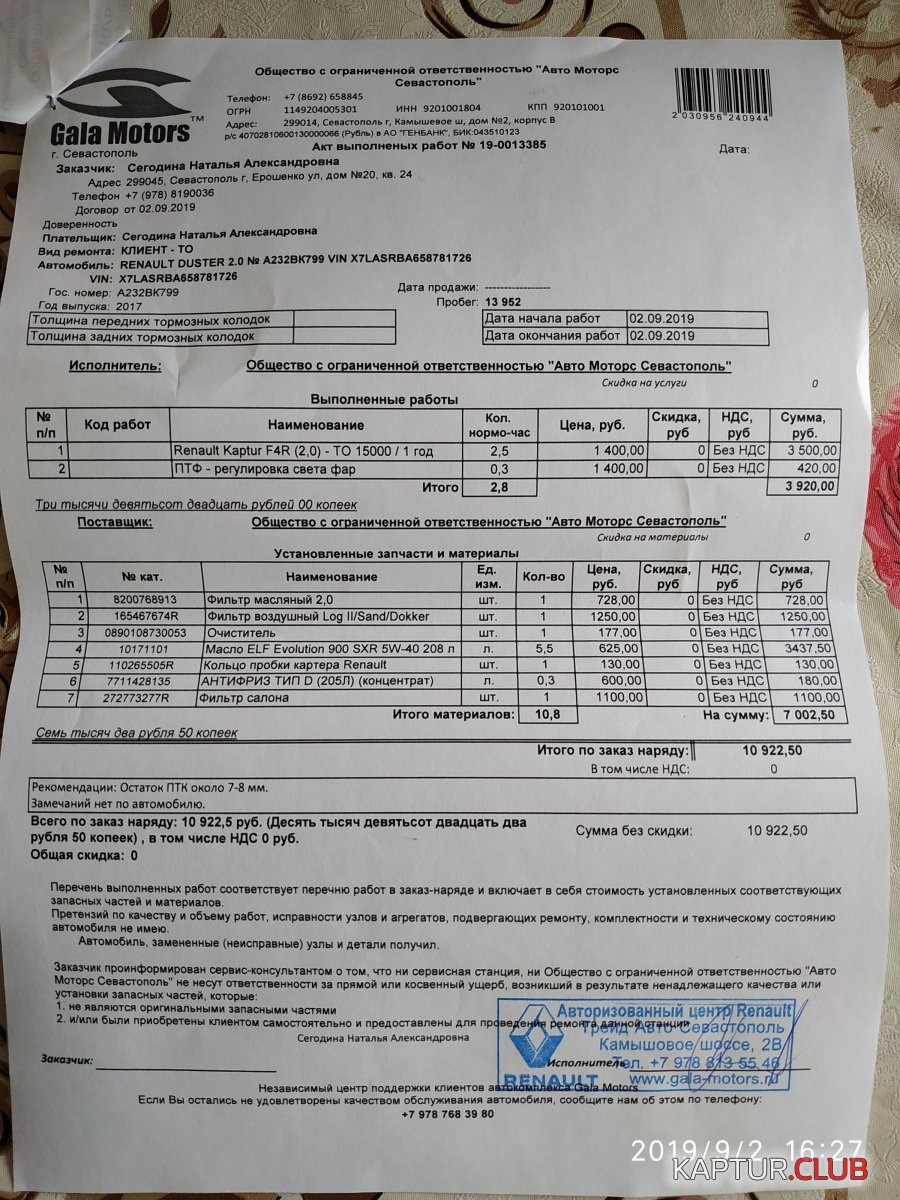 Gala Motors™
Общество с ограниченной ответственностью "Авто Моторс
Севастополь"
Телефон: +7 (8692) 658845
ОГРН 1149204005301 ИНН 9201001804 КПП 920101001
Адрес: 299014, Севастополь г, Камышевое ш, дом №2, корпус В
р/с 40702810600130000066 (Рубль) в АО "ГЕНБАНК", БИК:043510123
2 030956 240944
г. Севастополь
Акт выполненых работ № 19-0013385
Дата:
Заказчик: Сегодина Наталья Александровна
Адрес 299045, Севастополь г, Ерошенко ул, дом №20, кв. 24
Телефон +7 (978) 8190036
Договор от 02.09.2019
Доверенность
Плательщик: Сегодина Наталья Александровна
Вид ремонта: КЛИЕНТ - ТО
Автомобиль: RENAULT DUSTER 2.0 № А232ВК799 VIN X7LASRBA658781726
VIN: X7LASRBA658781726
Гос. номер: А232ВК799
Дата продажи: -----------------
Год выпуска: 2017
Пробег: 13 952
Толщина передних тормозных колодок
Дата начала работ 02.09.2019
Толщина задних тормозных колодок
Дата окончания работ 02.09.2019
Исполнитель: Общество с ограниченной ответственностью "Авто Моторс Севастополь"
Скидка на услуги 0
Выполненные работы
№ п/п Код работ Наименование Кол. нормо-час Цена, руб. Скидка, руб НДС, руб Сумма, руб.
1 Renault Kaptur F4R (2,0) - ТО 15000 / 1 год 2,5 1 400,00 0 Без НДС 3 500,00
2 ПТФ - регулировка света фар 0,3 1 400,00 0 Без НДС 420,00
Итого 2,8 3 920,00
Три тысячи девятьсот двадцать рублей 00 копеек
Поставщик: Общество с ограниченной ответственностью "Авто Моторс Севастополь"
Скидка на материалы 0
Установленные запчасти и материалы
№ п/п № кат. Наименование Ед. изм. Кол-во Цена, руб. Скидка, руб НДС, руб Сумма, руб
1 8200768913 Фильтр масляный 2,0 шт. 1 728,00 0 Без НДС 728,00
2 165467674R Фильтр воздушный Log II/Sand/Dokker шт. 1 1250,00 0 Без НДС 1250,00
3 0890108730053 Очиститель шт. 1 177,00 0 Без НДС 177,00
4 10171101 Масло ELF Evolution 900 SXR 5W-40 208 л л. 5,5 625,00 0 Без НДС 3437,50
5 110265505R Кольцо пробки картера Renault шт. 1 130,00 0 Без НДС 130,00
6 7711428135 АНТИФРИЗ ТИП D (205Л) (концентрат) л. 0,3 600,00 0 Без НДС 180,00
7 272773277R Фильтр салона шт. 1 1100,00 0 Без НДС 1100,00
Итого материалов: 10,8 На сумму: 7 002,50
Семь тысяч два рубля 50 копеек
Итого по заказ наряду: 10 922,50
В том числе НДС: 0
Рекомендации: Остаток ПТК около 7-8 мм.
Замечаний нет по автомобилю.
Всего по заказ наряду: 10 922,5 руб. (Десять тысяч девятьсот двадцать два
рубля 50 копеек) , в том числе НДС 0 руб.
Сумма без скидки: 10 922,50
Общая скидка: 0
Перечень выполненных работ соответствует перечню работ в заказ-наряде и включает в себя стоимость установленных соответствующих
запасных частей и материалов.
Претензий по качеству и объему работ, исправности узлов и агрегатов, подвергающих ремонту, комплектности и техническому состоянию
автомобиля не имею.
Автомобиль, замененные (неисправные) узлы и детали получил.
Заказчик проинформирован сервис-консультантом о том, что ни сервисная станция, ни Общество с ограниченной ответственностью "Авто
Моторс Севастополь" не несут ответственности за прямой или косвенный ущерб, возникший в результате ненадлежащего качества или
установки запасных частей, которые:
1. не являются оригинальными запасными частями
2. и/или были приобретены клиентом самостоятельно и предоставлены для проведения ремонта данной станции
Сегодина Наталья Александровна
Заказчик:
Исполнитель
Авторизованный центр Renault
Трейд Авто Севастополь
Камышовое шоссе, 2В
Тел. +7 978 813 55 46
www.gala-motors.ru
RENAULT
Независимый центр поддержки клиентов автокомплекса Gala Motors
Если Вы остались не удовлетворены качеством обслуживания автомобиля, сообщите нам об этом по телефону:
+7 978 768 39 80
2019/9/2 16:27
KAPTUR.CLUB